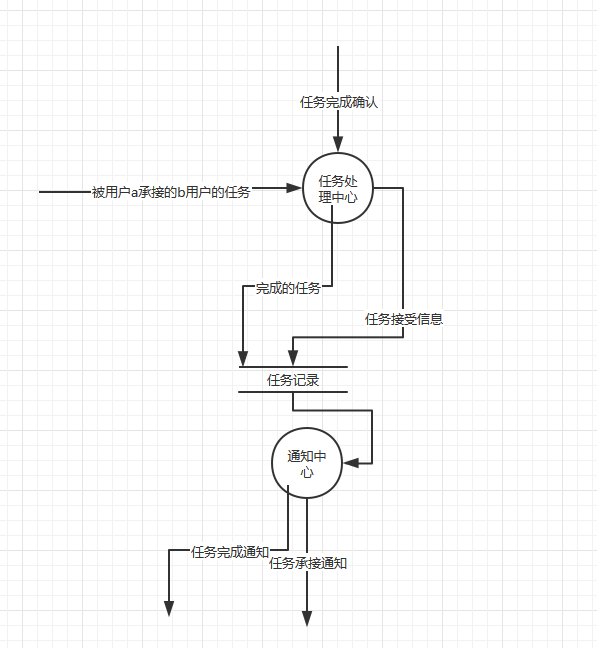 任务完成确认
任务处
理中心
被用户a承接的b用户的任务
完成的任务
任务接受信息
任务记录
通知中
心
任务完成通知
任务承接通知